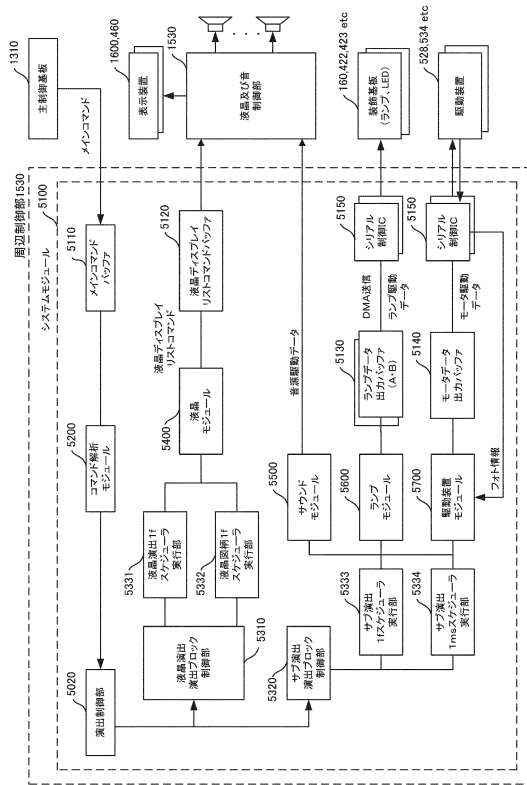 1310
主制御基板
メインコマンド
1600,460
表示装置
1530
液晶及び音
制御部
160,422,423 etc
装飾基板
(ランプ、LED)
528,534 etc
駆動装置
周辺制御部1530
5100
システムモジュール
5110
メインコマンド
バッファ
5120
液晶ディスプレイ
リストコマンドバッファ
5150
シリアル
制御IC
5150
シリアル
制御IC
液晶ディスプレイ
リストコマンド
音源駆動データ
DMA送信
ランプ駆動
データ
モータ駆動
データ
5130
ランプデータ
出力バッファ
(A・B)
5140
モータデータ
出力バッファ
フォト情報
5200
コマンド解析
モジュール
5400
液晶
モジュール
5500
サウンド
モジュール
5600
ランプ
モジュール
5700
駆動装置
モジュール
5331
液晶演出1f
スケジューラ
実行部
5332
液晶図柄1f
スケジューラ
実行部
5333
サブ演出
1fスケジューラ
実行部
5334
サブ演出
1msスケジューラ
実行部
5020
演出制御部
5310
液晶演出
演出ブロック
制御部
5320
サブ演出
演出ブロック
制御部